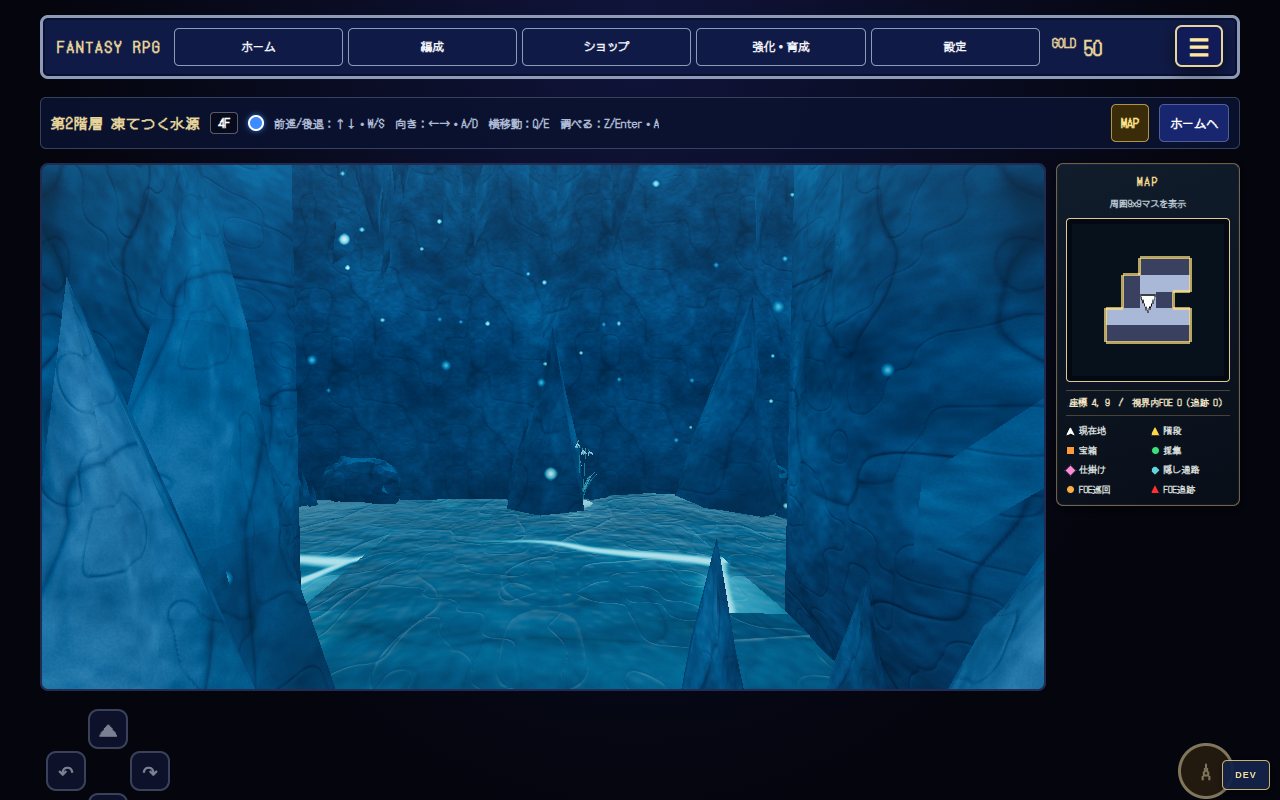 FANTASY RPG
ホーム
編成
ショップ
強化・育成
設定
GOLD 50
第2階層 凍てつく水源
4F
前進/後退：↑↓・W/S 向き：←→・A/D 横移動：Q/E 調べる：Z/Enter・A
MAP
ホームへ
MAP
周囲9x9マスを表示
座標 4, 9 / 視界内FOE 0（追跡 0）
現在地
階段
宝箱
採集
仕掛け
隠し通路
FOE巡回
FOE追跡
A
DEV